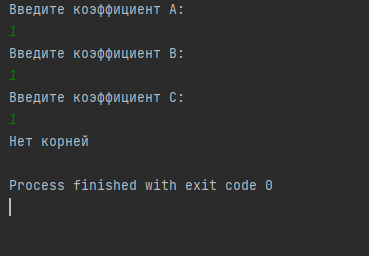 Введите коэффициент A:
1
Введите коэффициент B:
1
Введите коэффициент C:
1
Нет корней
Process finished with exit code 0